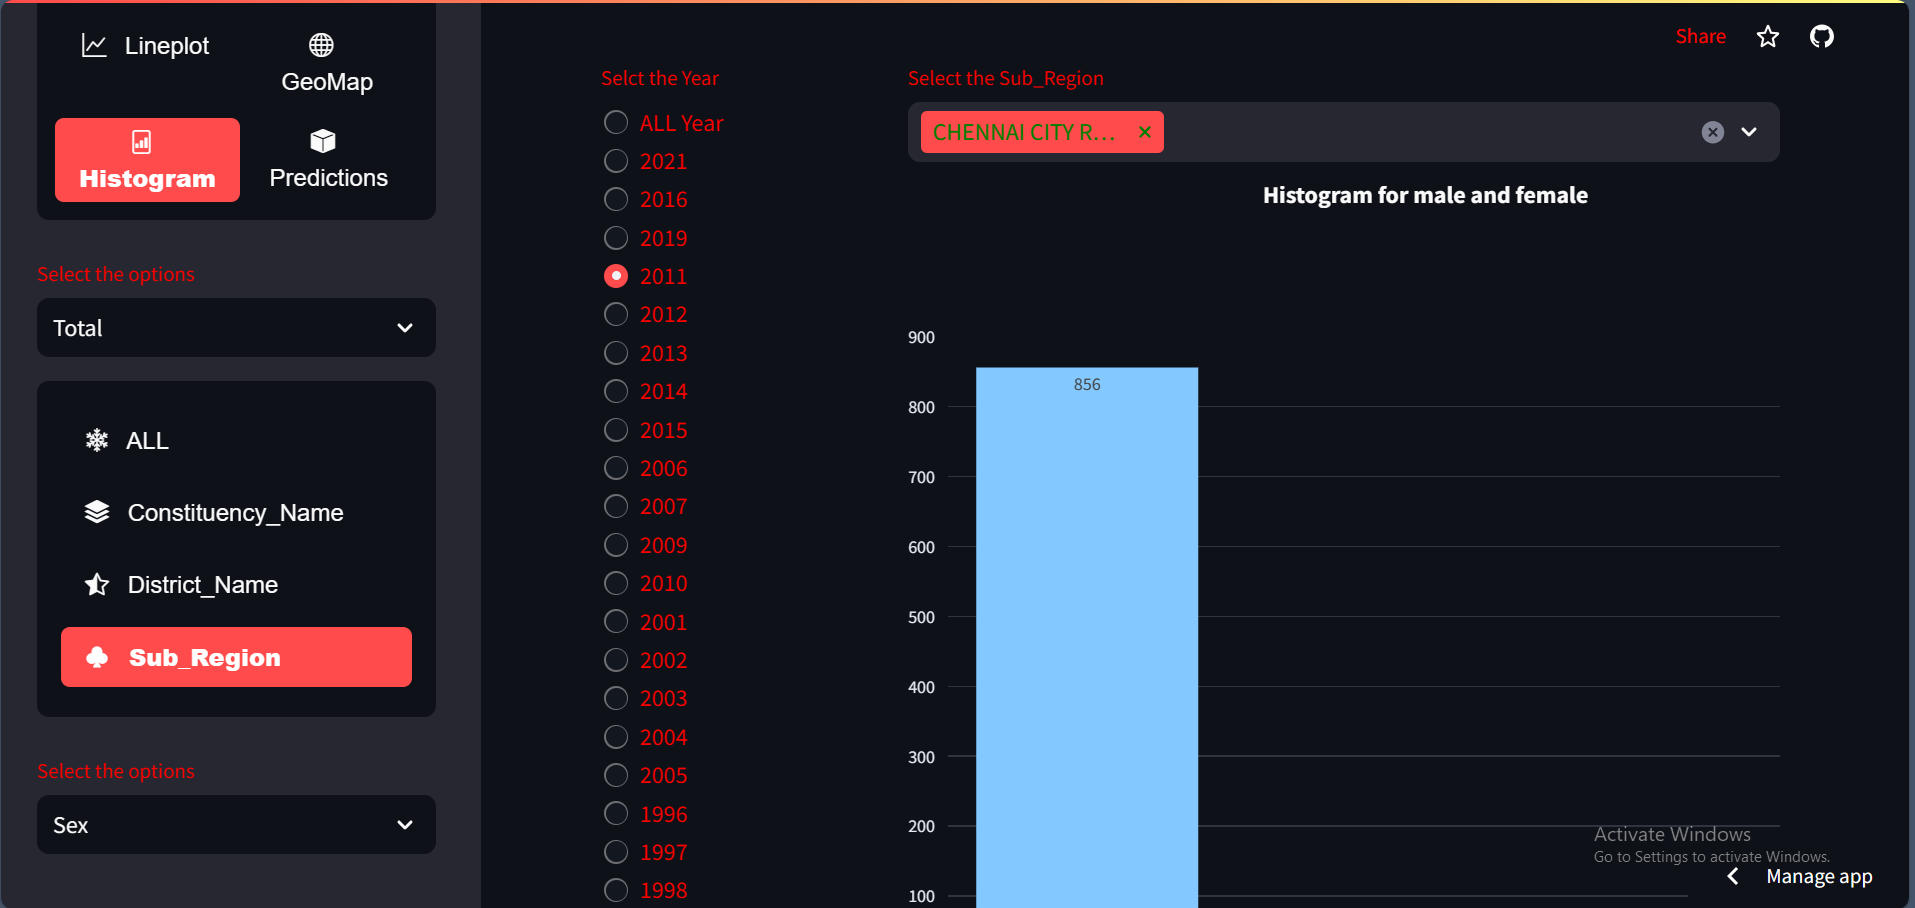 Lineplot
GeoMap
Histogram
Predictions
Select the options
Total
ALL
Constituency_Name
District_Name
Sub_Region
Select the options
Sex
Share
Selct the Year
ALL Year
2021
2016
2019
2011
2012
2013
2014
2015
2006
2007
2009
2010
2001
2002
2003
2004
2005
1996
1997
1998
Select the Sub_Region
CHENNAI CITY R...
Histogram for male and female
900
856
800
700
600
500
400
300
200
100
Activate Windows
Go to Settings to activate Windows.
Manage app